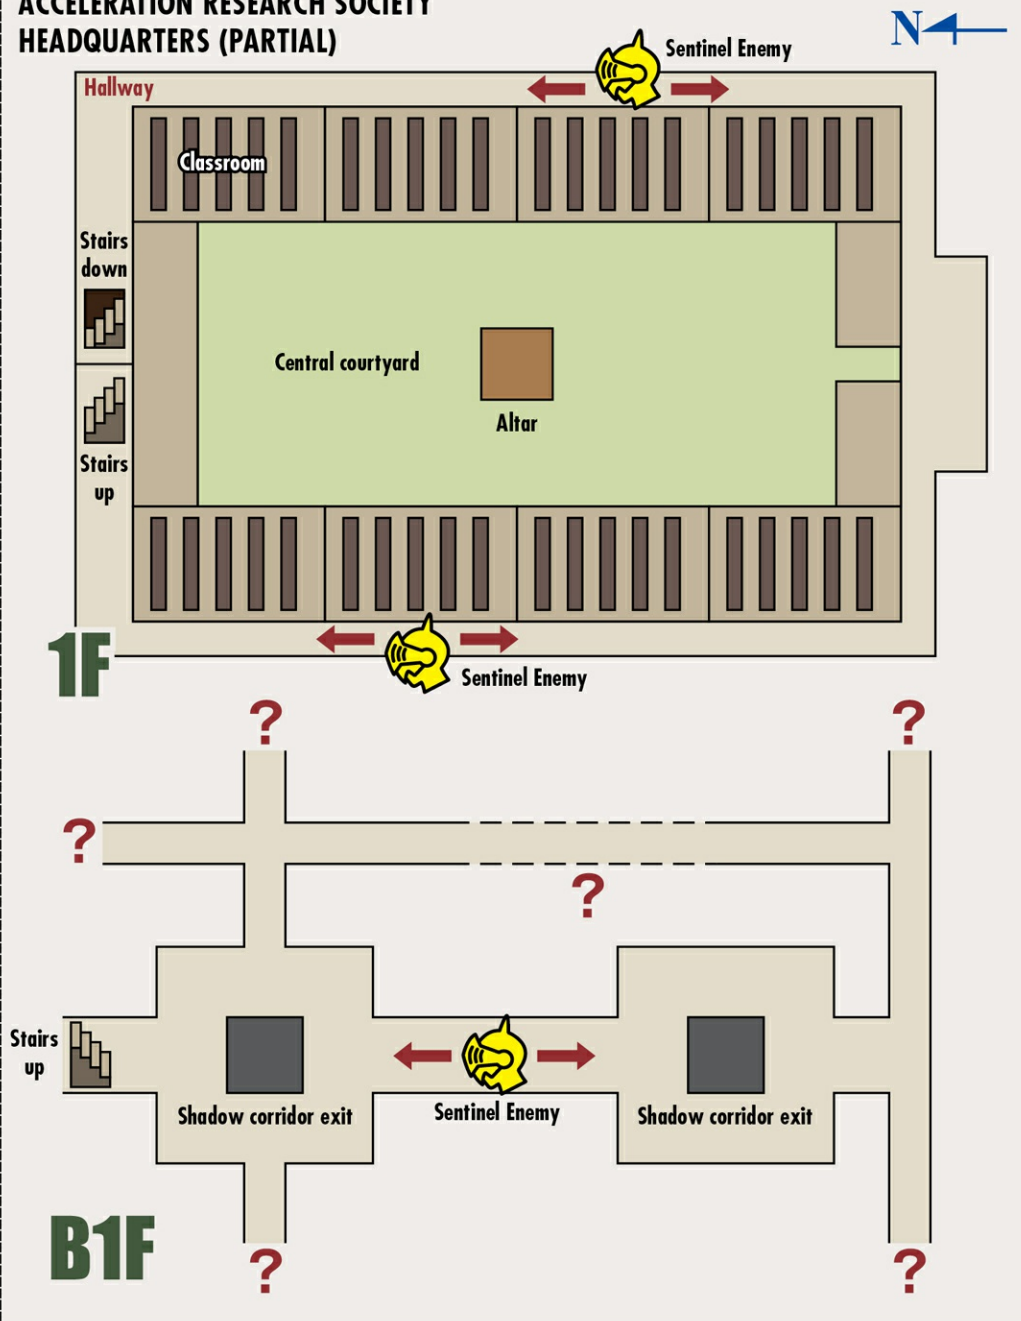 ACCELERATION RESEARCH SOCIETY
HEADQUARTERS (PARTIAL)
N
Sentinel Enemy
Hallway
Classroom
Stairs
down
Central courtyard
Altar
Stairs
up
1F
Sentinel Enemy
?
?
?
?
Stairs
up
Shadow corridor exit
Sentinel Enemy
Shadow corridor exit
B1F
?
?